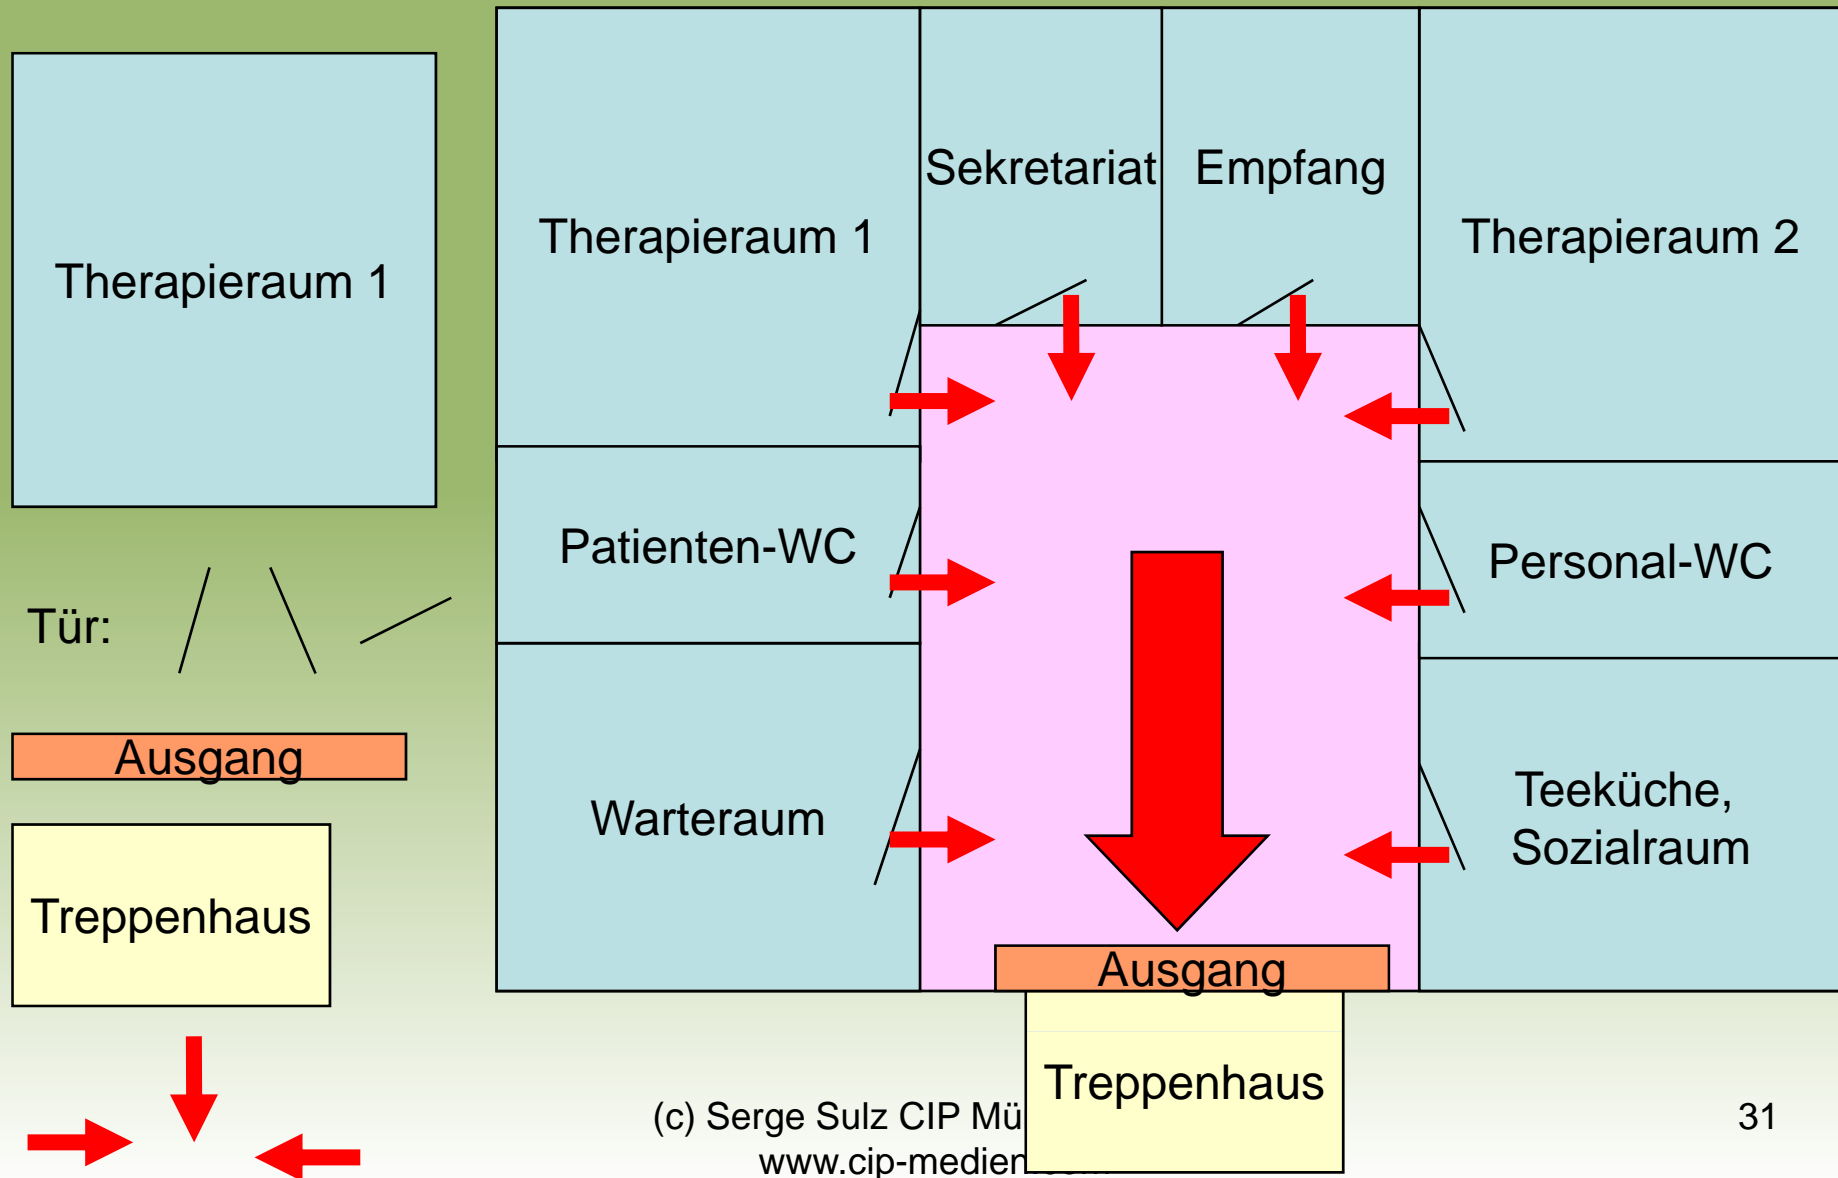 Therapieraum 1
Tür:
Ausgang
Treppenhaus
Therapieraum 1
Sekretariat
Empfang
Therapieraum 2
Patienten-WC
Personal-WC
Warteraum
Teeküche,
Sozialraum
Ausgang
Treppenhaus
(c) Serge Sulz CIP Mü
www.cip-medien
31